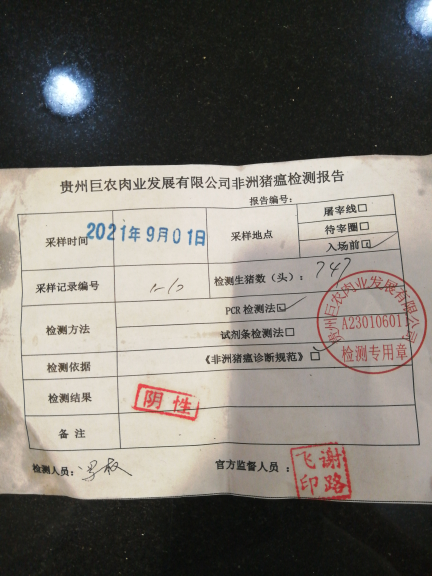 贵州巨农肉业发展有限公司非洲猪瘟检测报告
报告编号：
采样时间 2021年9月01日 采样地点 屠宰线□
待宰圈□
入场前☑
采样记录编号 1-10 检测生猪数（头）： 747
检测方法 PCR 检测法☑
试剂条检测法□
检测依据 《非洲猪瘟诊断规范》☑
检测结果 阴性
备 注
贵州巨农肉业发展有限公司
A230106011
检测专用章
检测人员： 官方监督人员：
谢路飞印